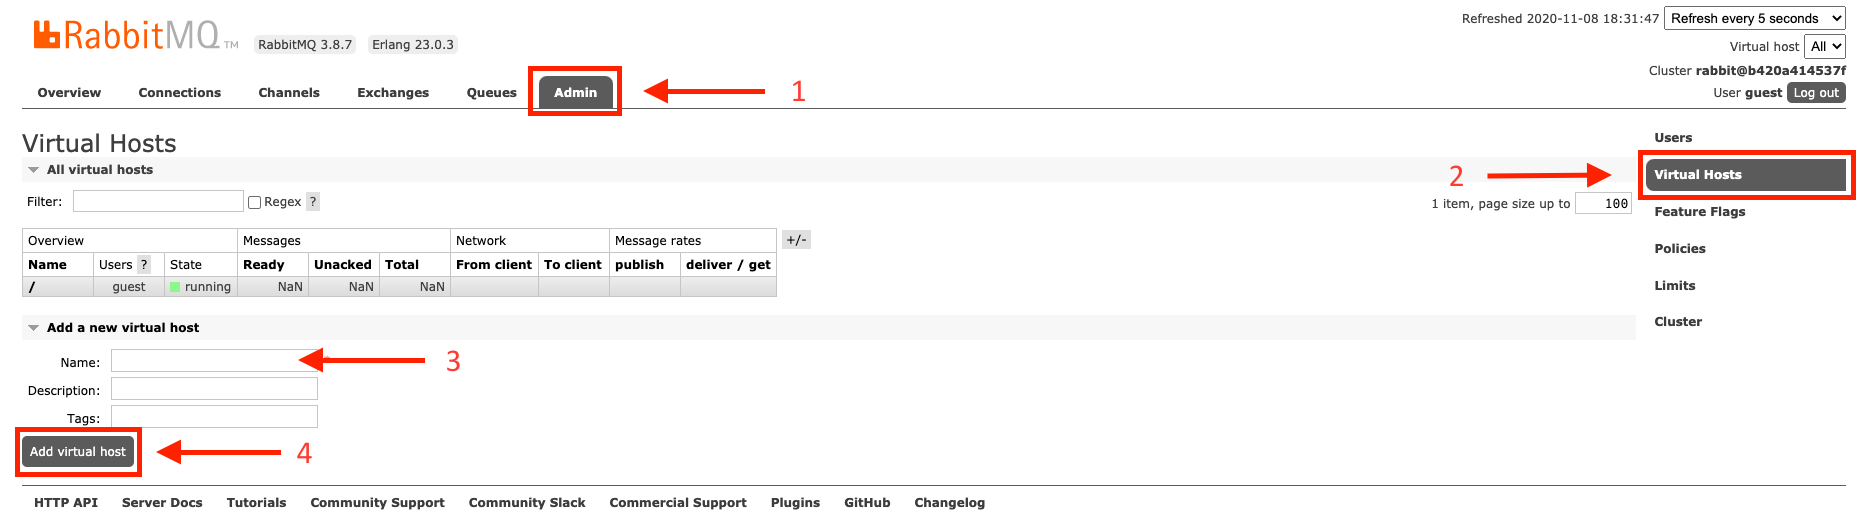 Refreshed 2020-11-08 18:31:47 Refresh every 5 seconds
RabbitMQ TM RabbitMQ 3.8.7 Erlang 23.0.3
Virtual host All
Cluster rabbit@b420a414537f
User guest Log out
Overview Connections Channels Exchanges Queues Admin 1
Virtual Hosts
Users
All virtual hosts
2 Virtual Hosts
Filter: Regex ? 1 item, page size up to 100
Feature Flags
Overview Messages Network Message rates +/-
Policies
Name Users ? State Ready Unacked Total From client To client publish deliver / get
/ guest running NaN NaN NaN
Limits
Cluster
Add a new virtual host
Name: 3
Description:
Tags:
Add virtual host 4
HTTP API Server Docs Tutorials Community Support Community Slack Commercial Support Plugins GitHub Changelog